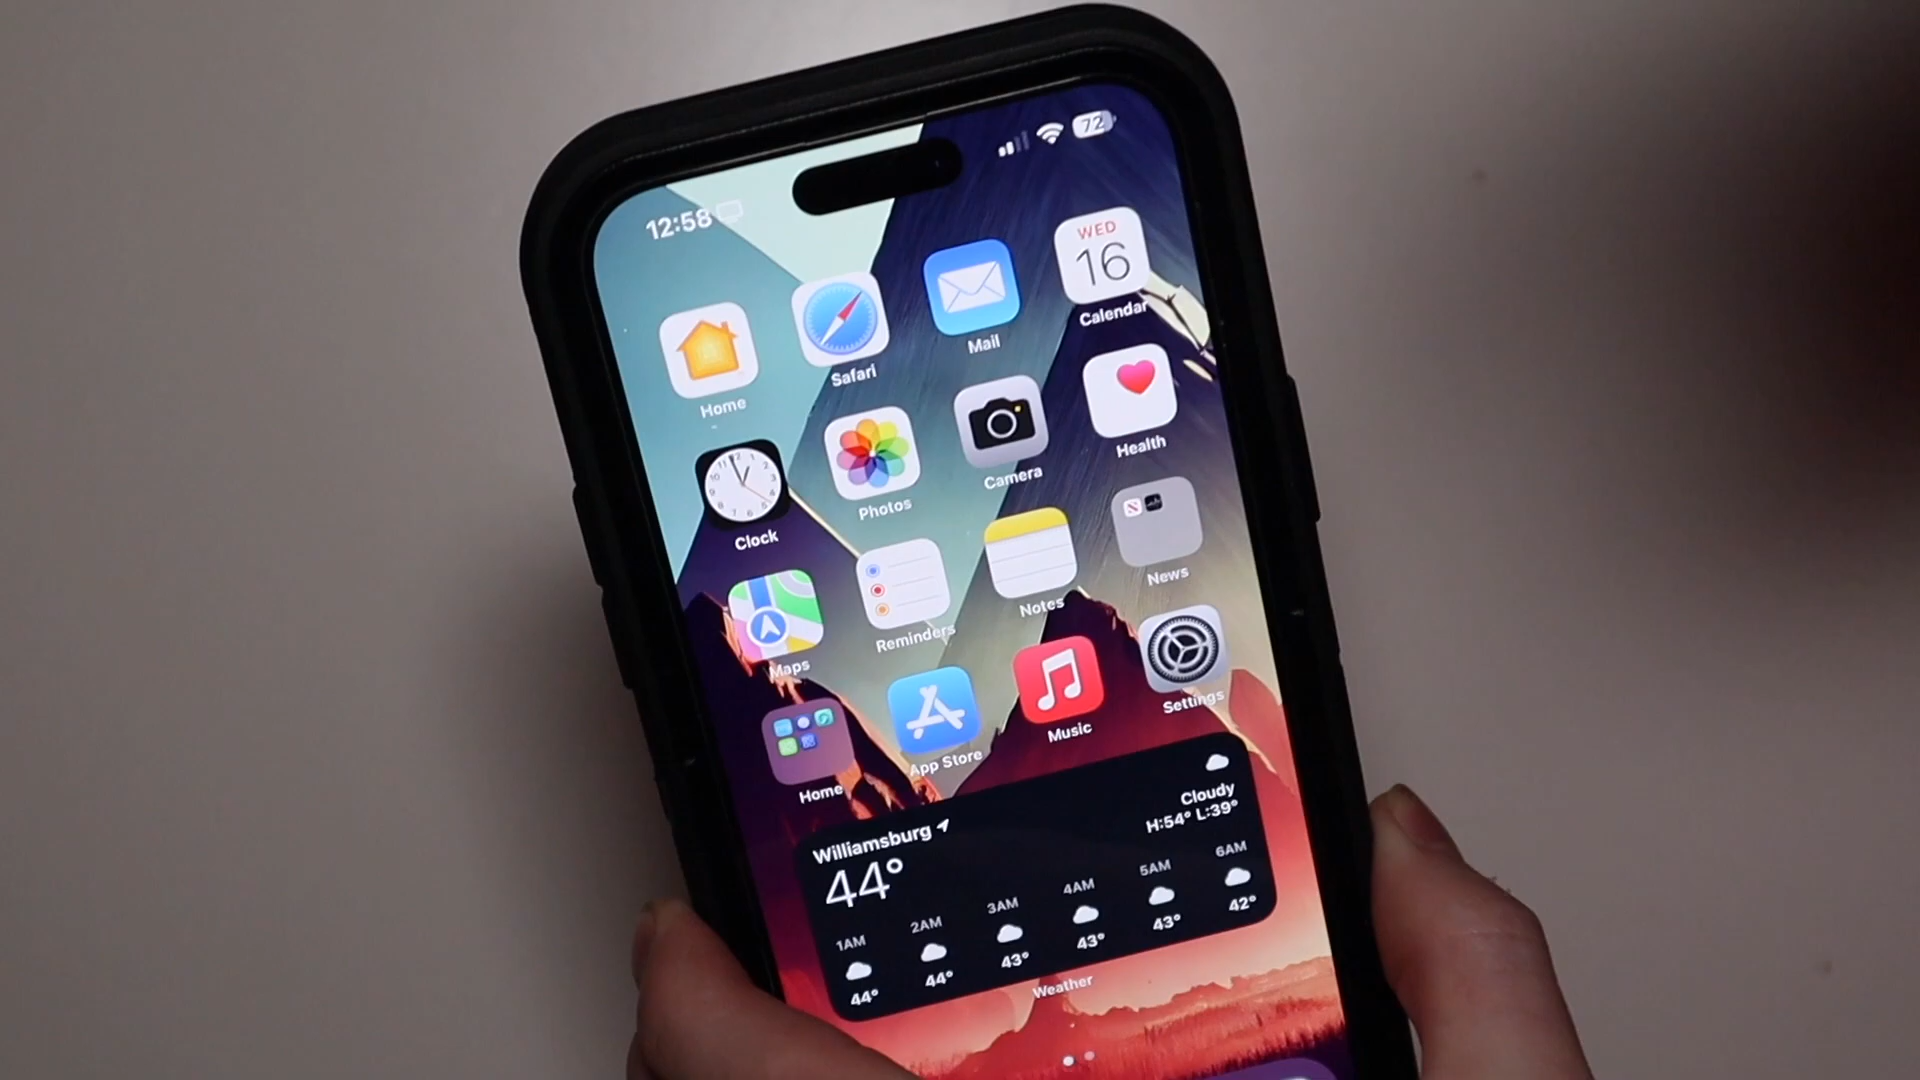 12:58
72
WED
16
Home
Safari
Mail
Calendar
Clock
Photos
Camera
Health
Maps
Reminders
Notes
News
Home
App Store
Music
Settings
Williamsburg
44°
Cloudy
H:54° L:39°
1AM 2AM 3AM 4AM 5AM 6AM
44° 44° 43° 43° 43° 42°
Weather